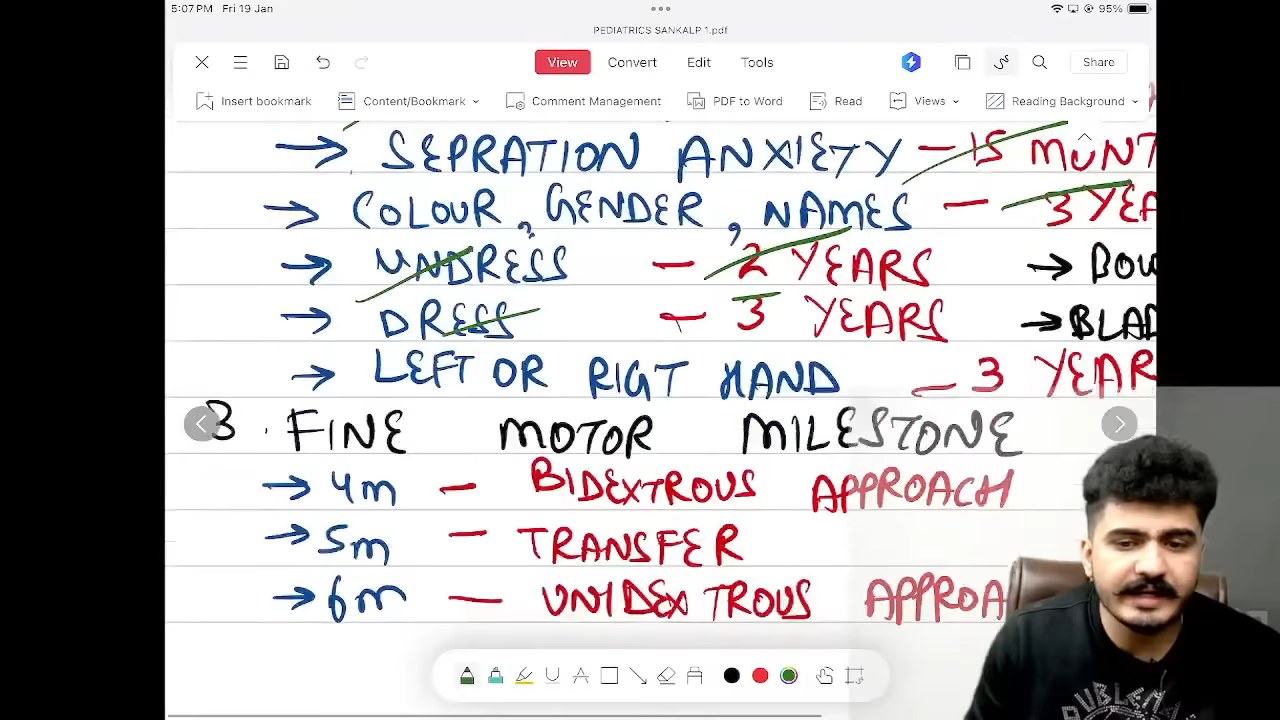 5:07 PM Fri 19 Jan
95%
PEDIATRICS SANKALP 1.pdf
View Convert Edit Tools Share
Insert bookmark Content/Bookmark Comment Management PDF to Word Read Views Reading Background
→ SEPRATION ANXIETY – 15 MONT
→ COLOUR, GENDER, NAMES – 3 YEA
→ UNDRESS – 2 YEARS → BOW
→ DRESS – 3 YEARS → BLAD
→ LEFT OR RIGT HAND – 3 YEAR
3. FINE MOTOR MILESTONE
→ 4m – BIDEXTROUS APPROACH
→ 5m – TRANSFER
→ 6m – UNIDEXTROUS APPROA